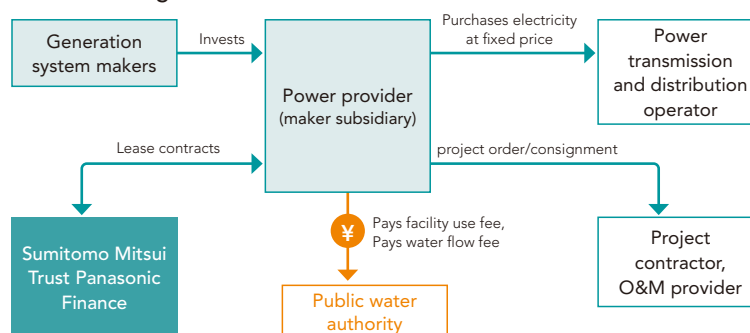 Generation
system makers
Invests
Power provider
(maker subsidiary)
Purchases electricity
at fixed price
Power
transmission
and distribution
operator
Lease contracts
project order/consignment
Sumitomo Mitsui
Trust Panasonic
Finance
¥
Pays facility use fee,
Pays water flow fee
Public water
authority
Project
contractor,
O&M provider